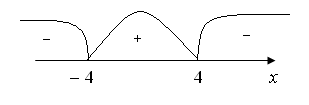 – + –
– 4 4 x